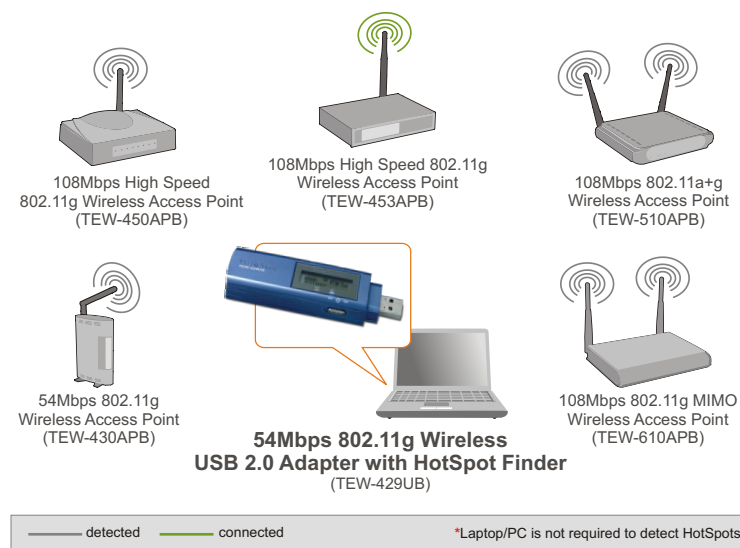 108Mbps High Speed
802.11g Wireless Access Point
(TEW-450APB)
108Mbps High Speed 802.11g
Wireless Access Point
(TEW-453APB)
108Mbps 802.11a+g
Wireless Access Point
(TEW-510APB)
54Mbps 802.11g
Wireless Access Point
(TEW-430APB)
108Mbps 802.11g MIMO
Wireless Access Point
(TEW-610APB)
54Mbps 802.11g Wireless
USB 2.0 Adapter with HotSpot Finder
(TEW-429UB)
detected
connected
*Laptop/PC is not required to detect HotSpots